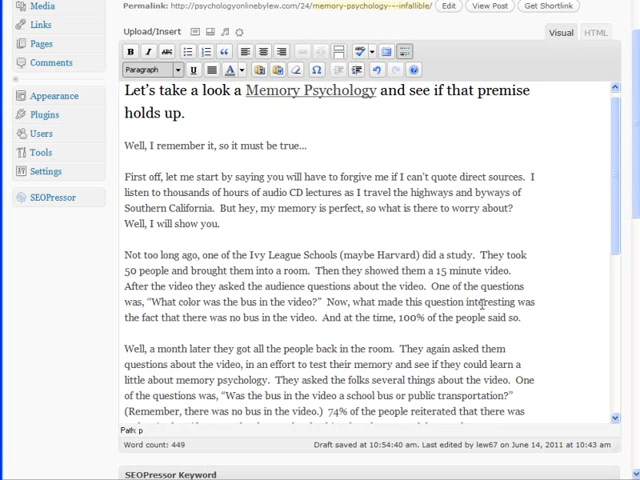 Media
Links
Pages
Comments
Appearance
Plugins
Users
Tools
Settings
SEOPressor
Permalink: http://psychologyonlinebylew.com/24/memory-psychology-–-infallible/ Edit View Post Get Shortlink
Upload/Insert Visual HTML
B I ABC
Paragraph U A Ω
Let's take a look a Memory Psychology and see if that premise
holds up.
Well, I remember it, so it must be true...
First off, let me start by saying you will have to forgive me if I can't quote direct sources. I
listen to thousands of hours of audio CD lectures as I travel the highways and byways of
Southern California. But hey, my memory is perfect, so what is there to worry about?
Well, I will show you.
Not too long ago, one of the Ivy League Schools (maybe Harvard) did a study. They took
50 people and brought them into a room. Then they showed them a 15 minute video.
After the video they asked the audience questions about the video. One of the questions
was, "What color was the bus in the video?" Now, what made this question interesting was
the fact that there was no bus in the video. And at the time, 100% of the people said so.
Well, a month later they got all the people back in the room. They again asked them
questions about the video, in an effort to test their memory and see if they could learn a
little about memory psychology. They asked the folks several things about the video. One
of the questions was, "Was the bus in the video a school bus or public transportation?"
(Remember, there was no bus in the video.) 74% of the people reiterated that there was
Path: p
Word count: 449 Draft saved at 10:54:40 am. Last edited by lew67 on June 14, 2011 at 10:43 am
SEOPressor Keyword